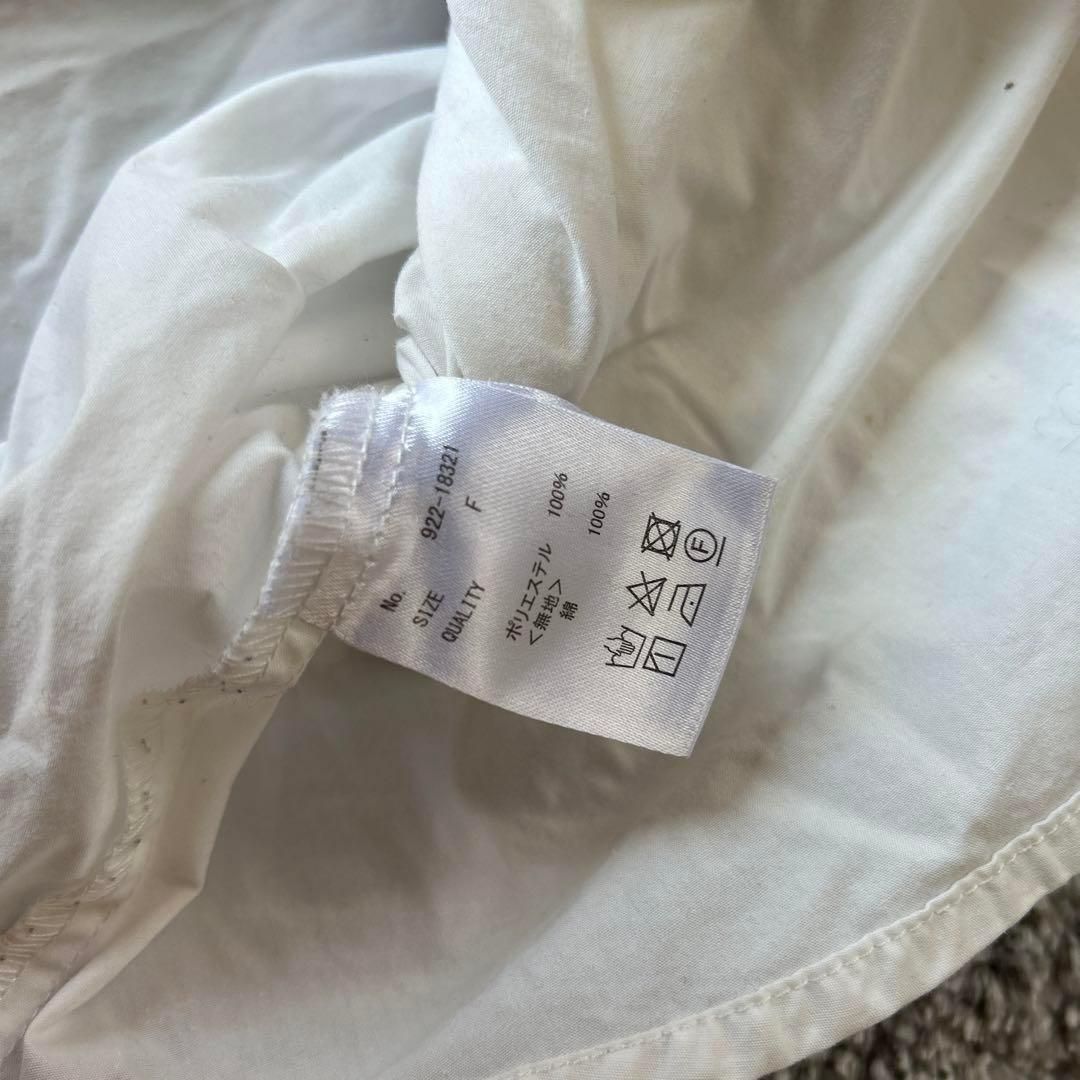 No. 922-18321
SIZE F
QUALITY
ポリエステル 100%
<無地>
綿 100%
F